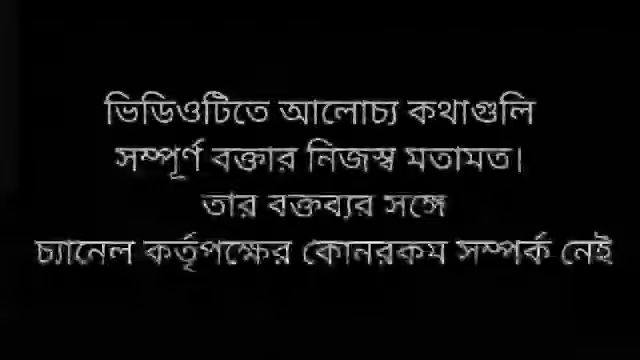 ভিডিওটিতে আলোচ্য কথাগুলি
সম্পূর্ণ বক্তার নিজস্ব মতামত।
তার বক্তব্যর সঙ্গে
চ্যানেল কর্তৃপক্ষের কোনরকম সম্পর্ক নেই